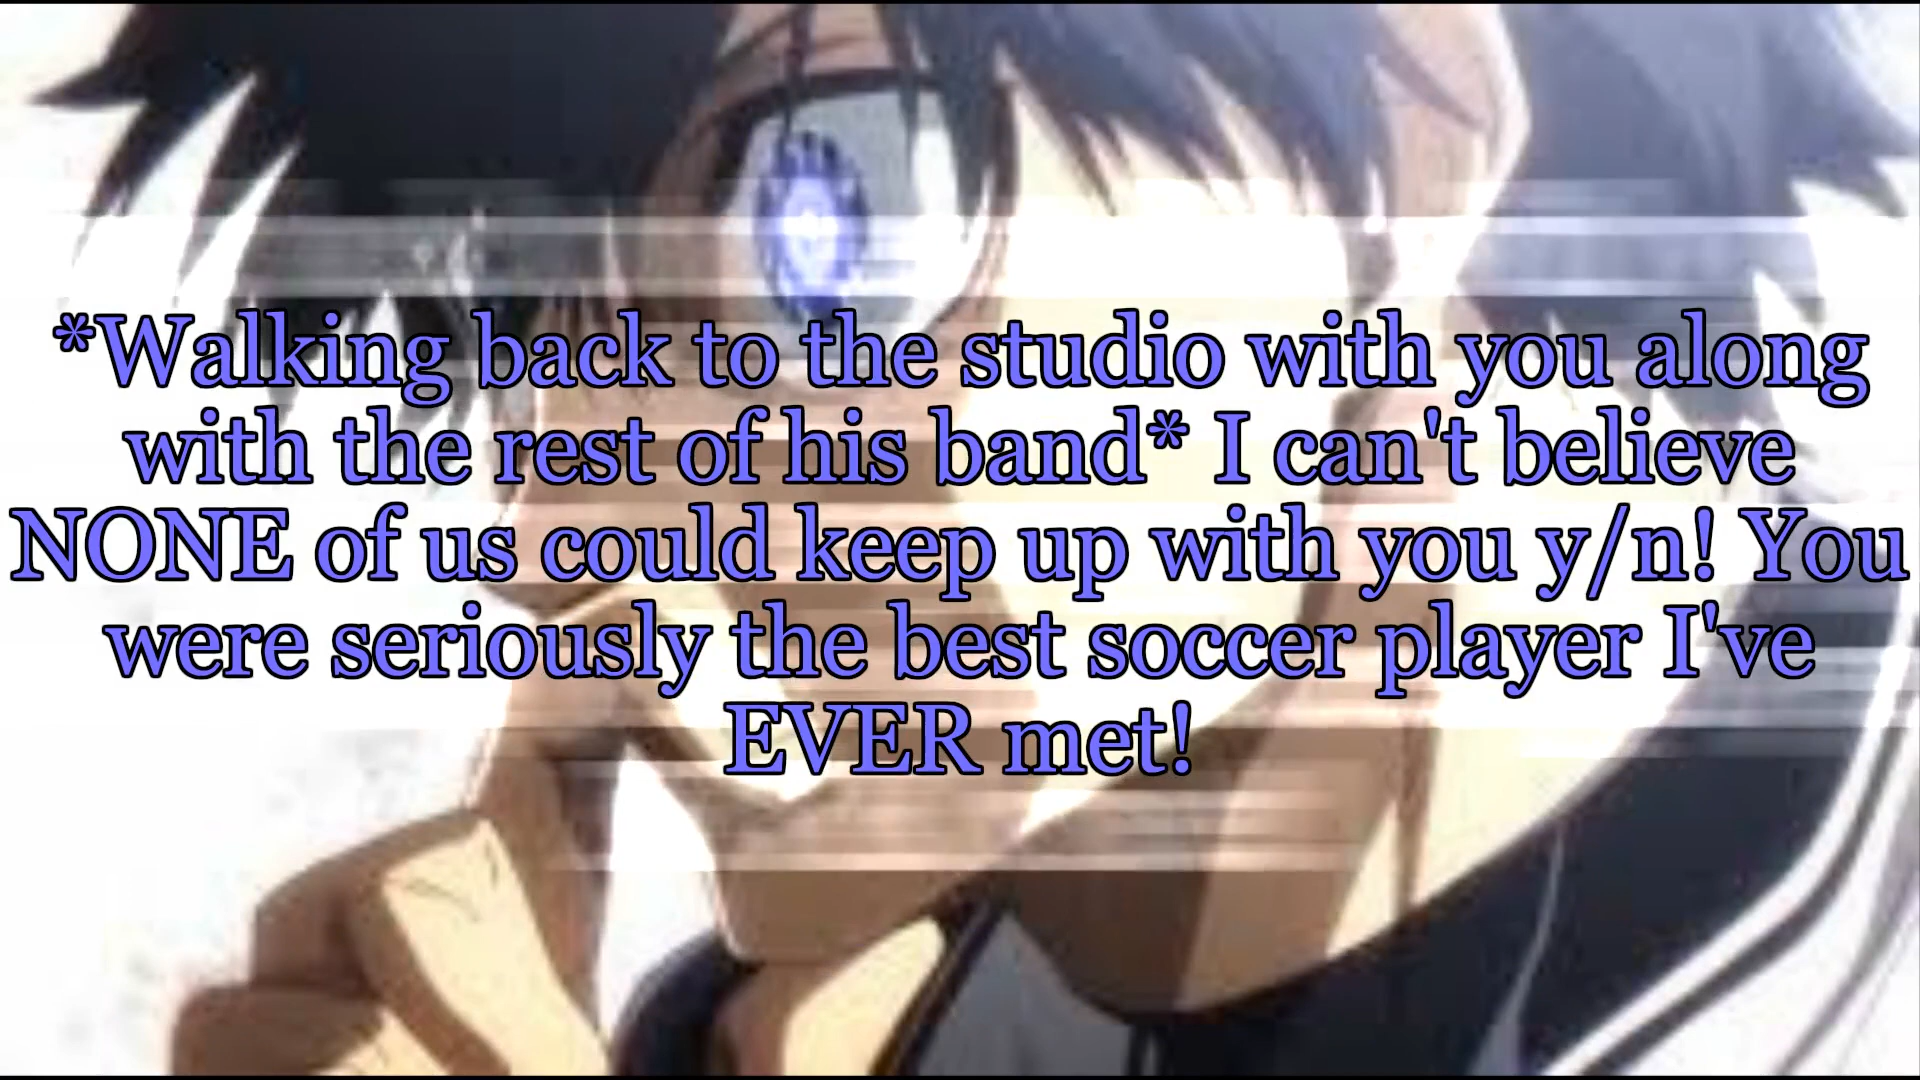 *Walking back to the studio with you along
with the rest of his band* I can't believe
NONE of us could keep up with you y/n! You
were seriously the best soccer player I've
EVER met!